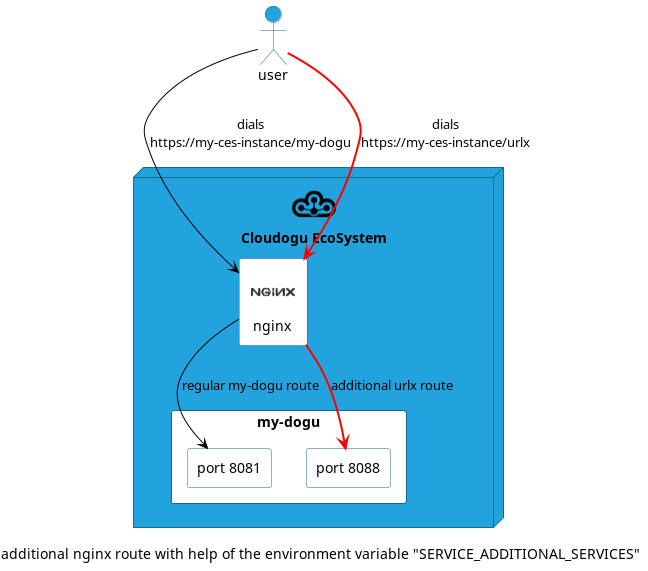 user
dials
https://my-ces-instance/my-dogu
dials
https://my-ces-instance/urlx
Cloudogu EcoSystem
NGiNX
nginx
regular my-dogu route
additional urlx route
my-dogu
port 8081
port 8088
additional nginx route with help of the environment variable "SERVICE_ADDITIONAL_SERVICES"